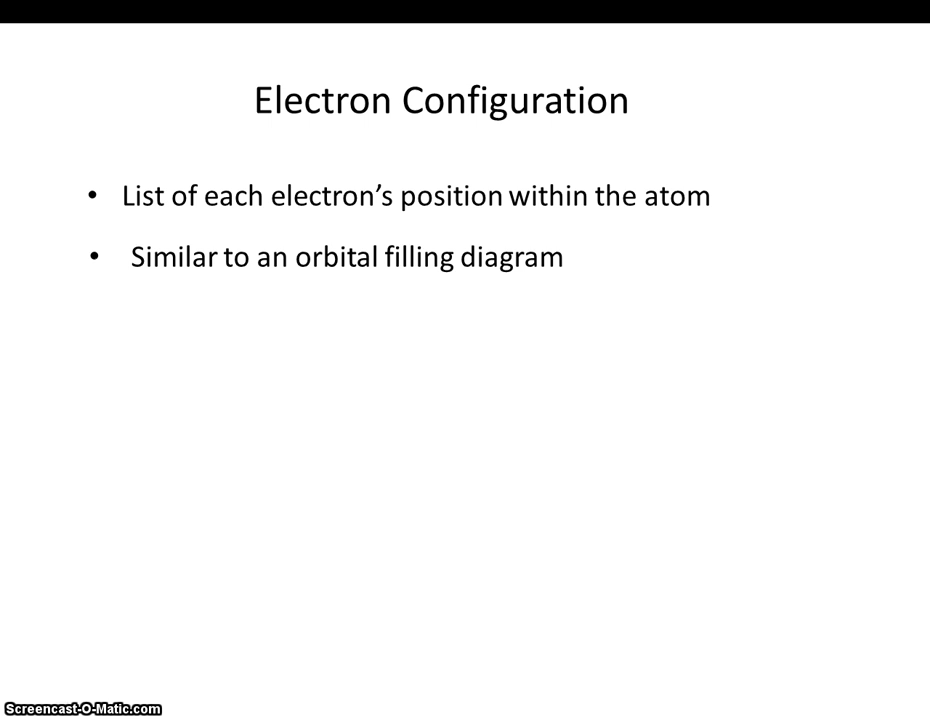 Electron Configuration
• List of each electron’s position within the atom
• Similar to an orbital filling diagram
Screencast-O-Matic.com